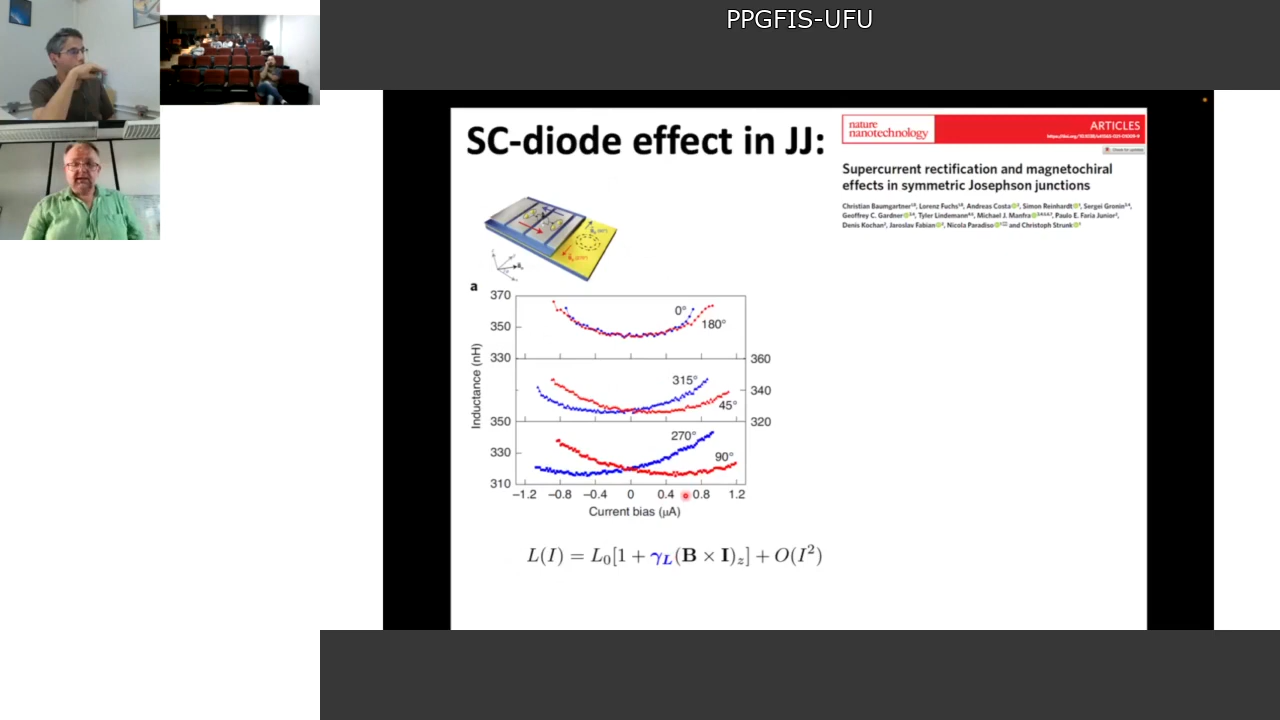 PPGFIS-UFU
SC-diode effect in JJ:
nature
nanotechnology
ARTICLES
Supercurrent rectification and magnetochiral
effects in symmetric Josephson junctions
Christian Baumgartner, Lorenz Fuchs, Andreas Costa, Simon Reinhardt, Sergei Gronin,
Geoffrey C. Gardner, Tyler Lindemann, Michael J. Manfra, Paulo E. Faria Junior,
Denis Kochan, Jaroslav Fabian, Nicola Paradiso and Christoph Strunk
a
370
350
330
0°
180°
360
340
320
315°
45°
350
330
310
270°
90°
Inductance (nH)
−1.2 −0.8 −0.4 0 0.4 0.8 1.2
Current bias (μA)
L(I) = L₀[1 + γ_L(B × I)_z] + O(I²)